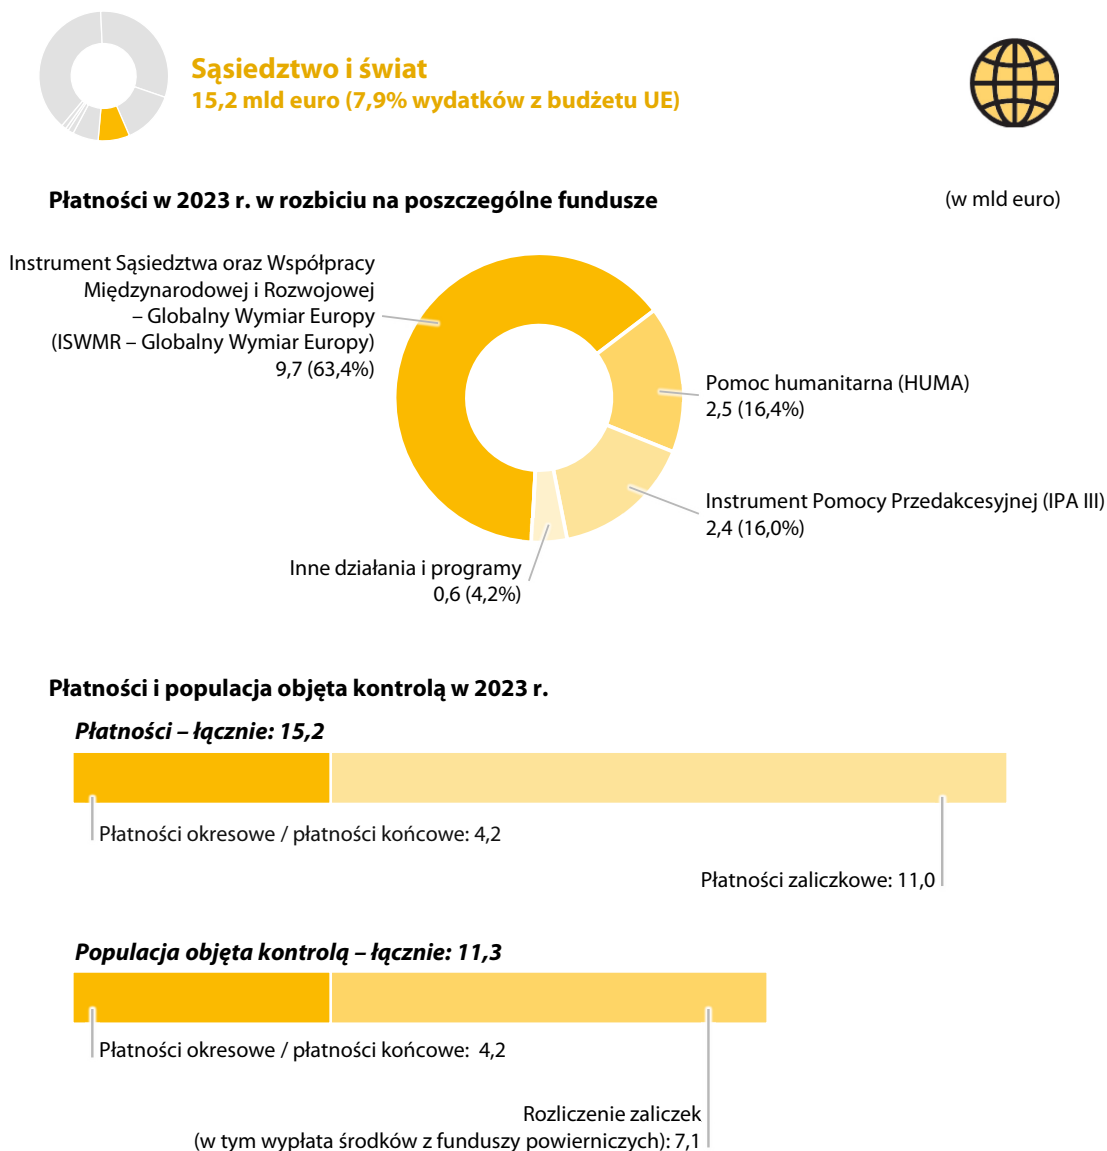 Sąsiedztwo i świat
15,2 mld euro (7,9% wydatków z budżetu UE)
Płatności w 2023 r. w rozbiciu na poszczególne fundusze
(w mld euro)
Instrument Sąsiedztwa oraz Współpracy
Międzynarodowej i Rozwojowej
– Globalny Wymiar Europy
(ISWMR – Globalny Wymiar Europy)
9,7 (63,4%)
Pomoc humanitarna (HUMA)
2,5 (16,4%)
Instrument Pomocy Przedakcesyjnej (IPA III)
2,4 (16,0%)
Inne działania i programy
0,6 (4,2%)
Płatności i populacja objęta kontrolą w 2023 r.
Płatności – łącznie: 15,2
Płatności okresowe / płatności końcowe: 4,2
Płatności zaliczkowe: 11,0
Populacja objęta kontrolą – łącznie: 11,3
Płatności okresowe / płatności końcowe: 4,2
Rozliczenie zaliczek
(w tym wypłata środków z funduszy powierniczych): 7,1